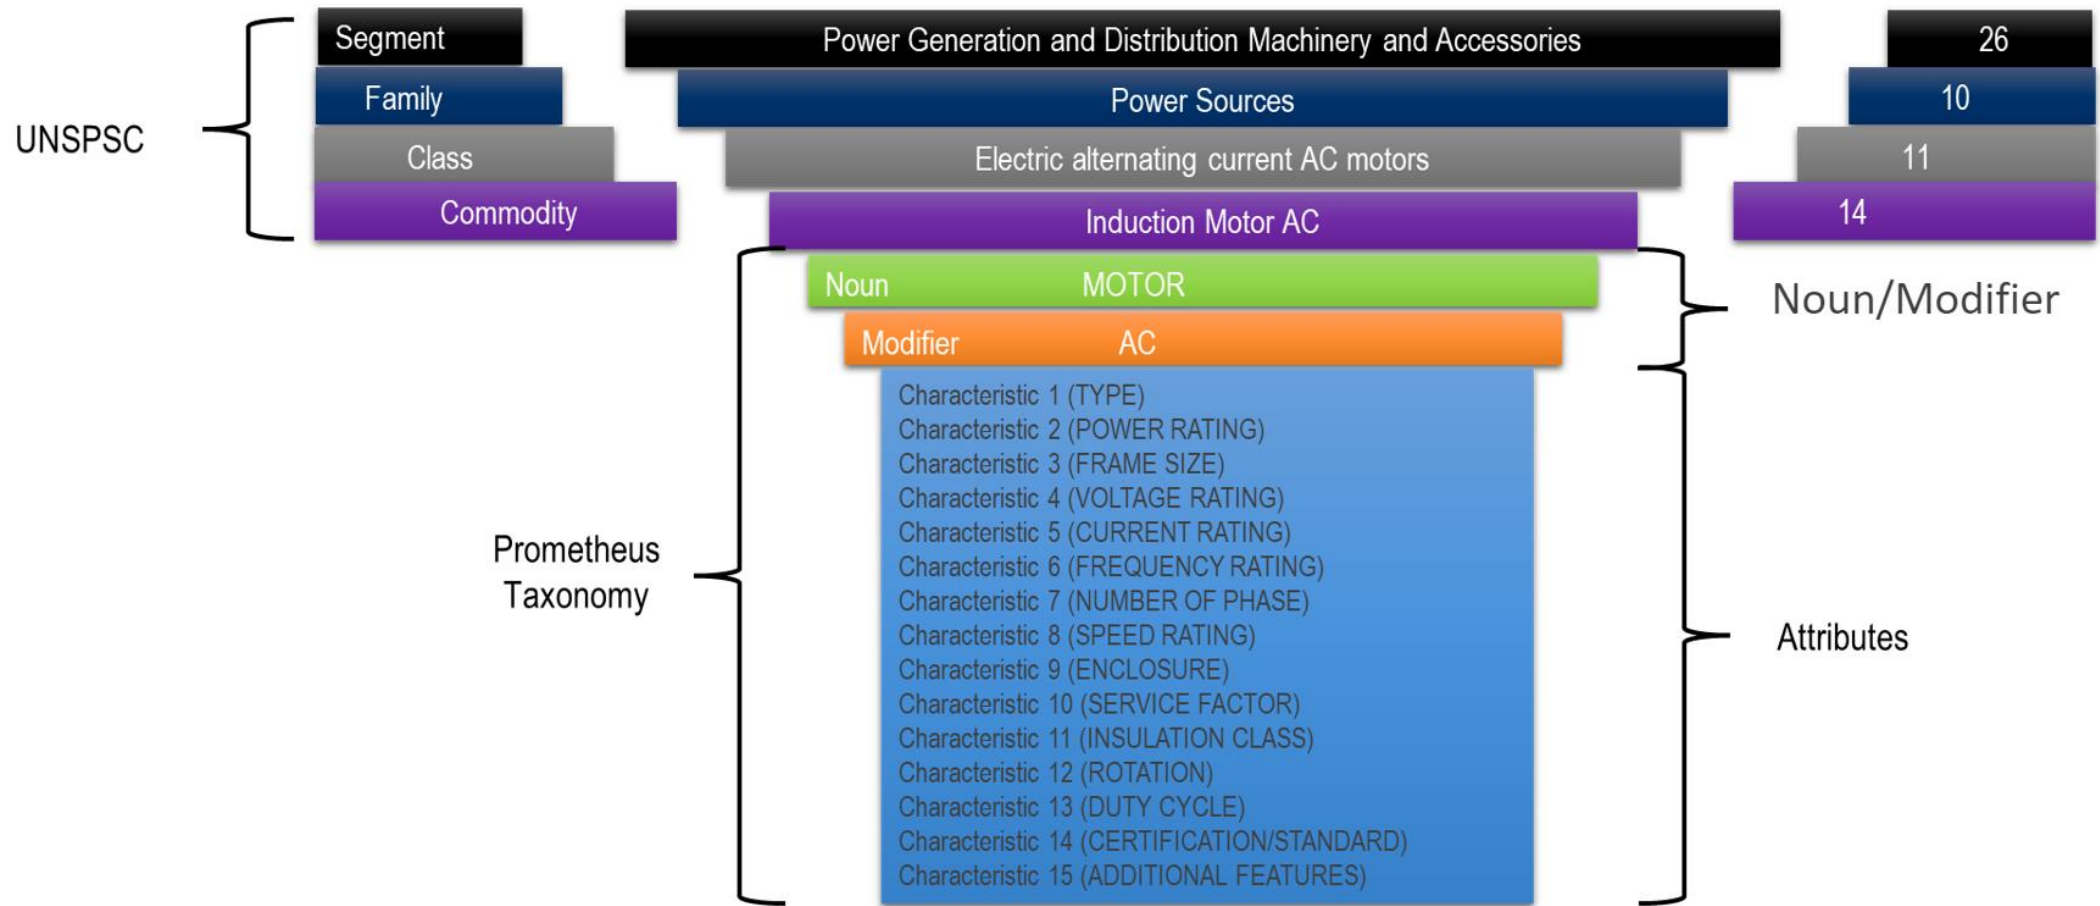 Segment
Power Generation and Distribution Machinery and Accessories
26
Family
Power Sources
10
UNSPSC
Class
Electric alternating current AC motors
11
Commodity
Induction Motor AC
14
Noun MOTOR
Noun/Modifier
Modifier AC
Characteristic 1 (TYPE)
Characteristic 2 (POWER RATING)
Characteristic 3 (FRAME SIZE)
Characteristic 4 (VOLTAGE RATING)
Characteristic 5 (CURRENT RATING)
Characteristic 6 (FREQUENCY RATING)
Characteristic 7 (NUMBER OF PHASE)
Characteristic 8 (SPEED RATING)
Characteristic 9 (ENCLOSURE)
Characteristic 10 (SERVICE FACTOR)
Characteristic 11 (INSULATION CLASS)
Characteristic 12 (ROTATION)
Characteristic 13 (DUTY CYCLE)
Characteristic 14 (CERTIFICATION/STANDARD)
Characteristic 15 (ADDITIONAL FEATURES)
Prometheus
Taxonomy
Attributes